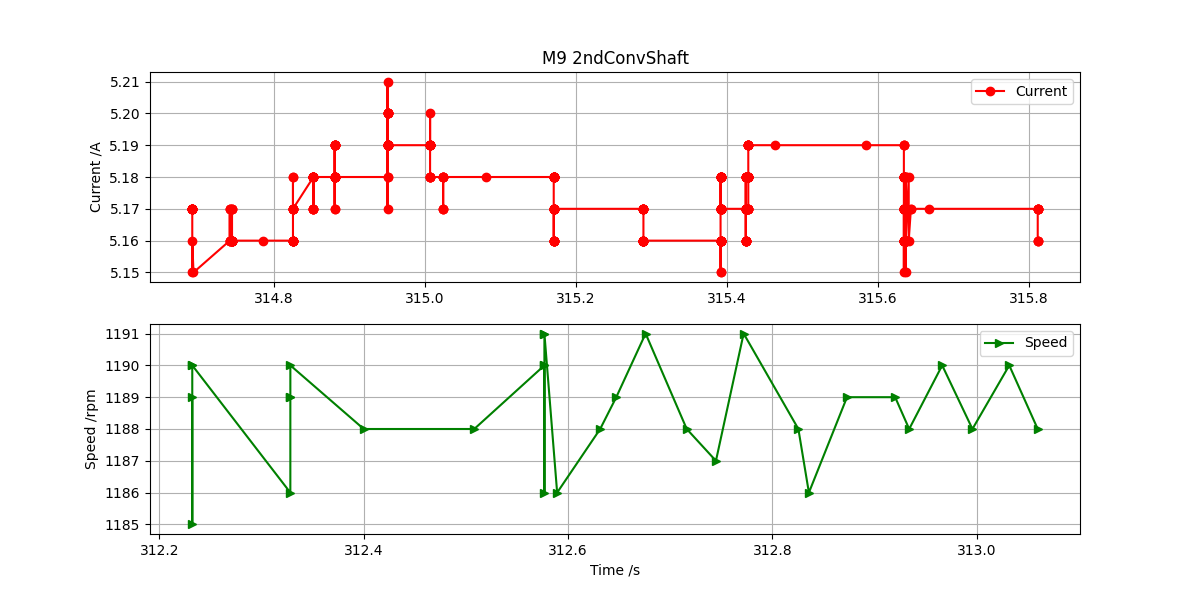 M9 2ndConvShaft
5.21
5.20
5.19
5.18
5.17
5.16
5.15
Current /A
Current
314.8 315.0 315.2 315.4 315.6 315.8
1191
1190
1189
1188
1187
1186
1185
Speed /rpm
Speed
312.2 312.4 312.6 312.8 313.0
Time /s